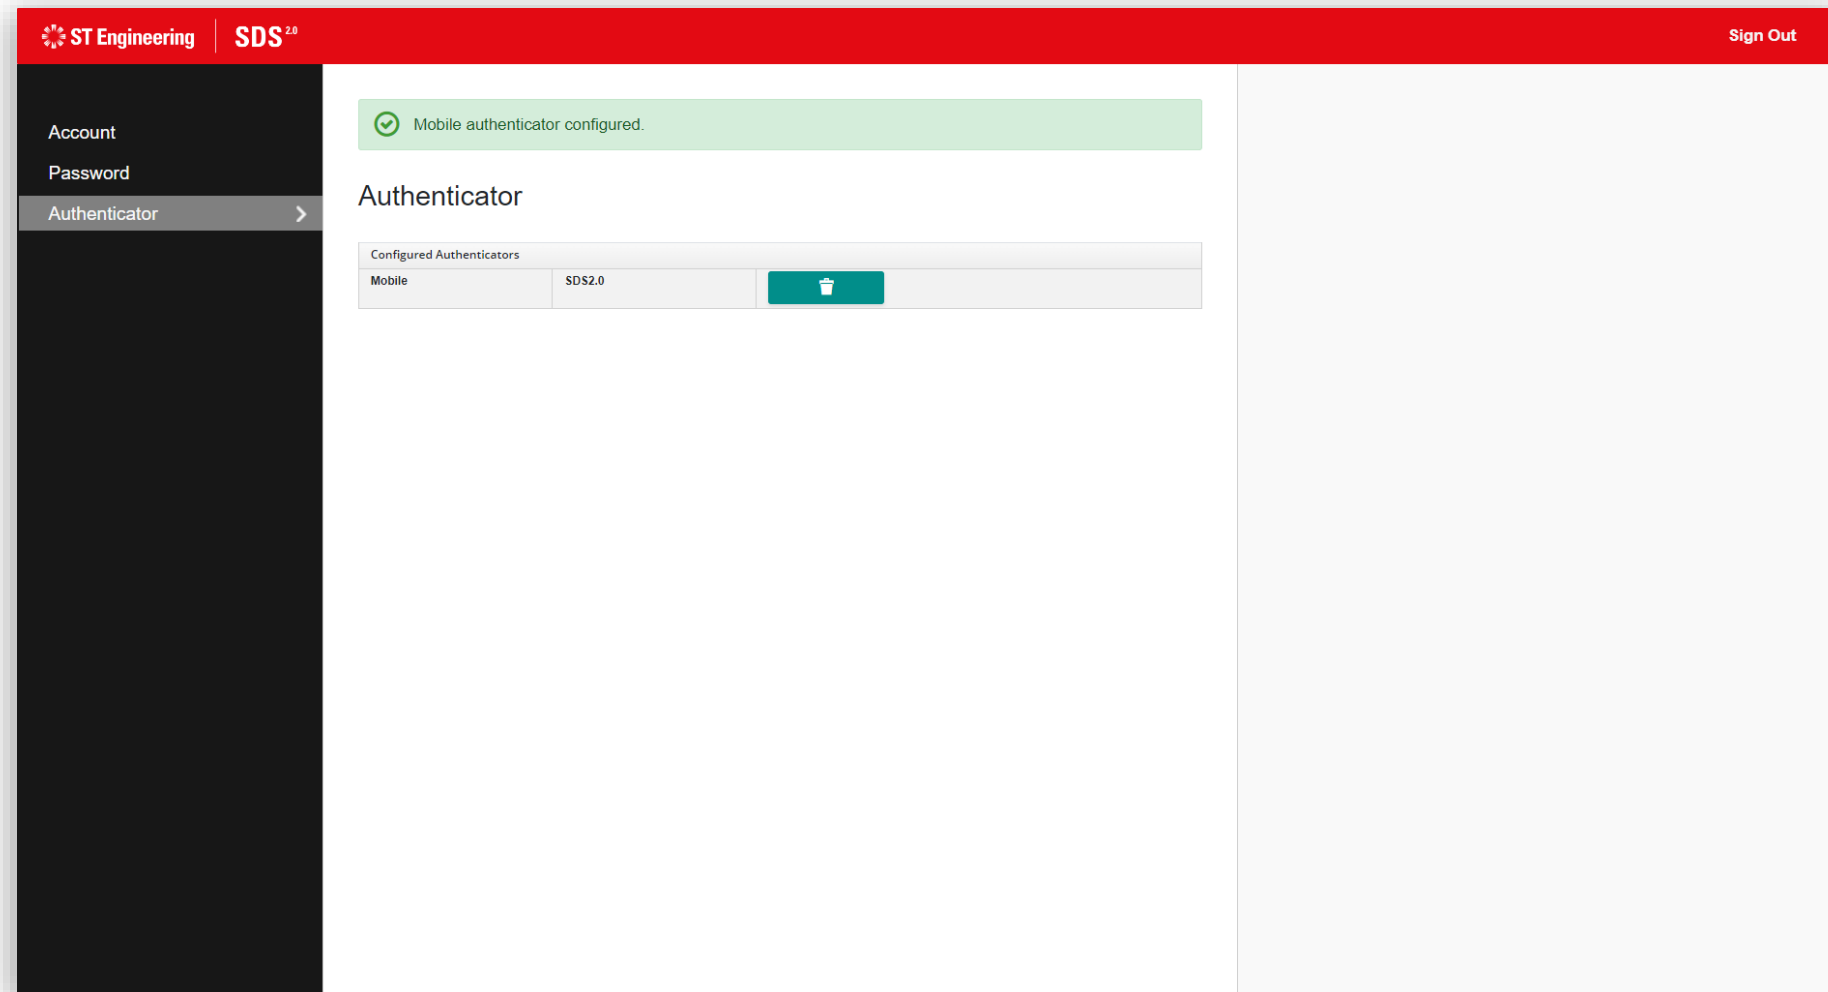 ST Engineering
SDS 2.0
Sign Out
Account
Password
Authenticator
Mobile authenticator configured.
Authenticator
Configured Authenticators
Mobile
SDS2.0